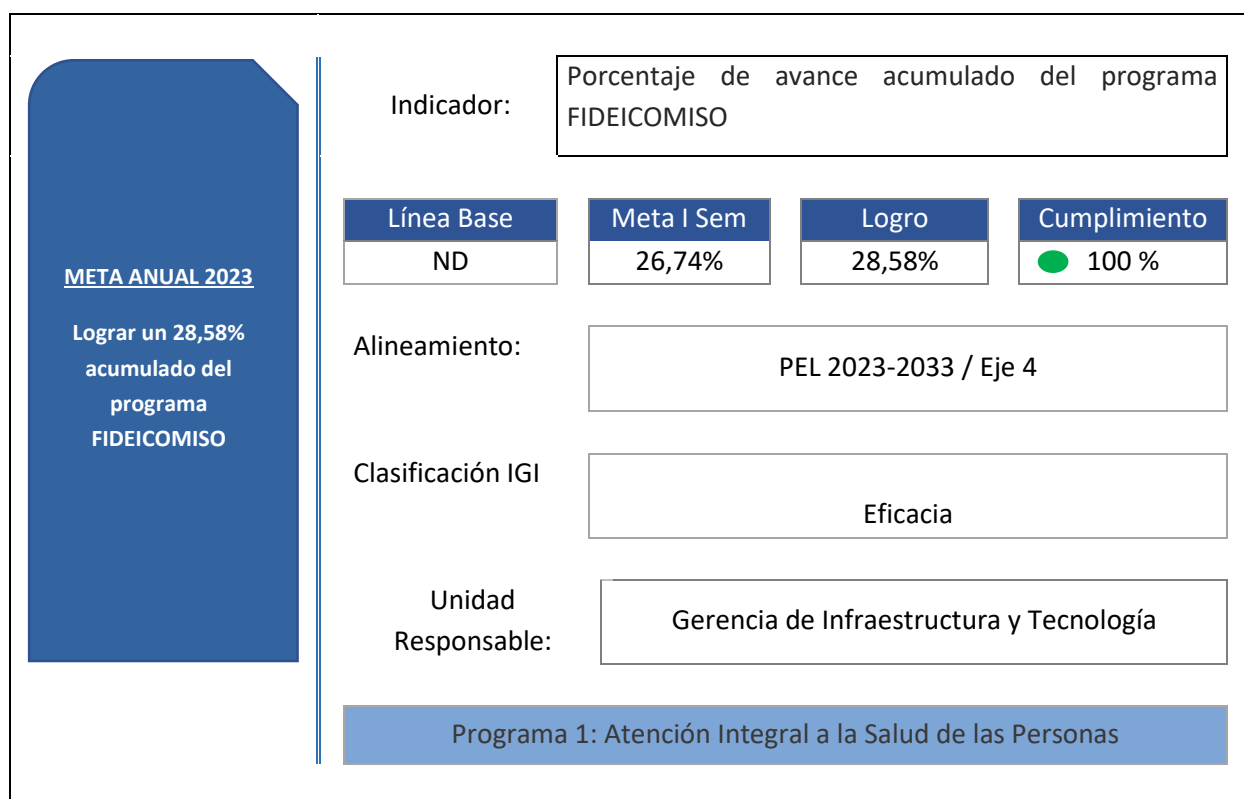 META ANUAL 2023
Lograr un 28,58%
acumulado del
programa
FIDEICOMISO
Indicador:
Porcentaje de avance acumulado del programa
FIDEICOMISO
Línea Base
ND
Meta I Sem
26,74%
Logro
28,58%
Cumplimiento
100 %
Alineamiento:
PEL 2023-2033 / Eje 4
Clasificación IGI
Eficacia
Unidad
Responsable:
Gerencia de Infraestructura y Tecnología
Programa 1: Atención Integral a la Salud de las Personas